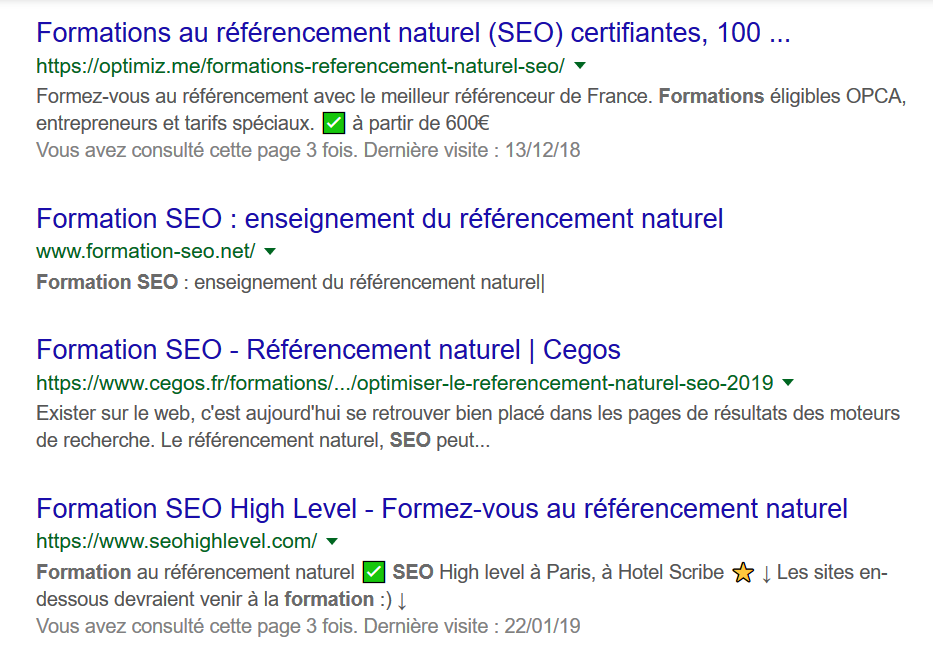 Formations au référencement naturel (SEO) certifiantes, 100 ...
https://optimiz.me/formations-referencement-naturel-seo/
Formez-vous au référencement avec le meilleur référenceur de France. Formations éligibles OPCA,
entrepreneurs et tarifs spéciaux. ✅ à partir de 600€
Vous avez consulté cette page 3 fois. Dernière visite : 13/12/18
Formation SEO : enseignement du référencement naturel
www.formation-seo.net/
Formation SEO : enseignement du référencement naturel|
Formation SEO - Référencement naturel | Cegos
https://www.cegos.fr/formations/.../optimiser-le-referencement-naturel-seo-2019
Exister sur le web, c'est aujourd'hui se retrouver bien placé dans les pages de résultats des moteurs
de recherche. Le référencement naturel, SEO peut...
Formation SEO High Level - Formez-vous au référencement naturel
https://www.seohighlevel.com/
Formation au référencement naturel ✅ SEO High level à Paris, à Hotel Scribe ⭐ ↓ Les sites en-
dessous devraient venir à la formation :) ↓
Vous avez consulté cette page 3 fois. Dernière visite : 22/01/19